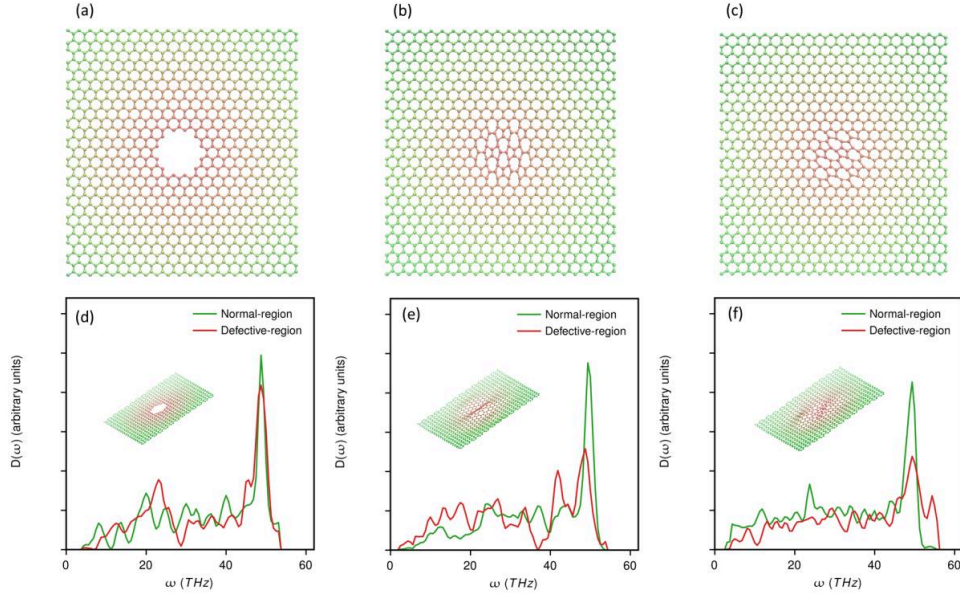 (a)
(b)
(c)
(d)
Normal-region
Defective-region
D(ω) (arbitrary units)
0
20
40
60
ω (THz)
(e)
Normal-region
Defective-region
D(ω) (arbitrary units)
0
20
40
60
ω (THz)
(f)
Normal-region
Defective-region
D(ω) (arbitrary units)
0
20
40
60
ω (THz)